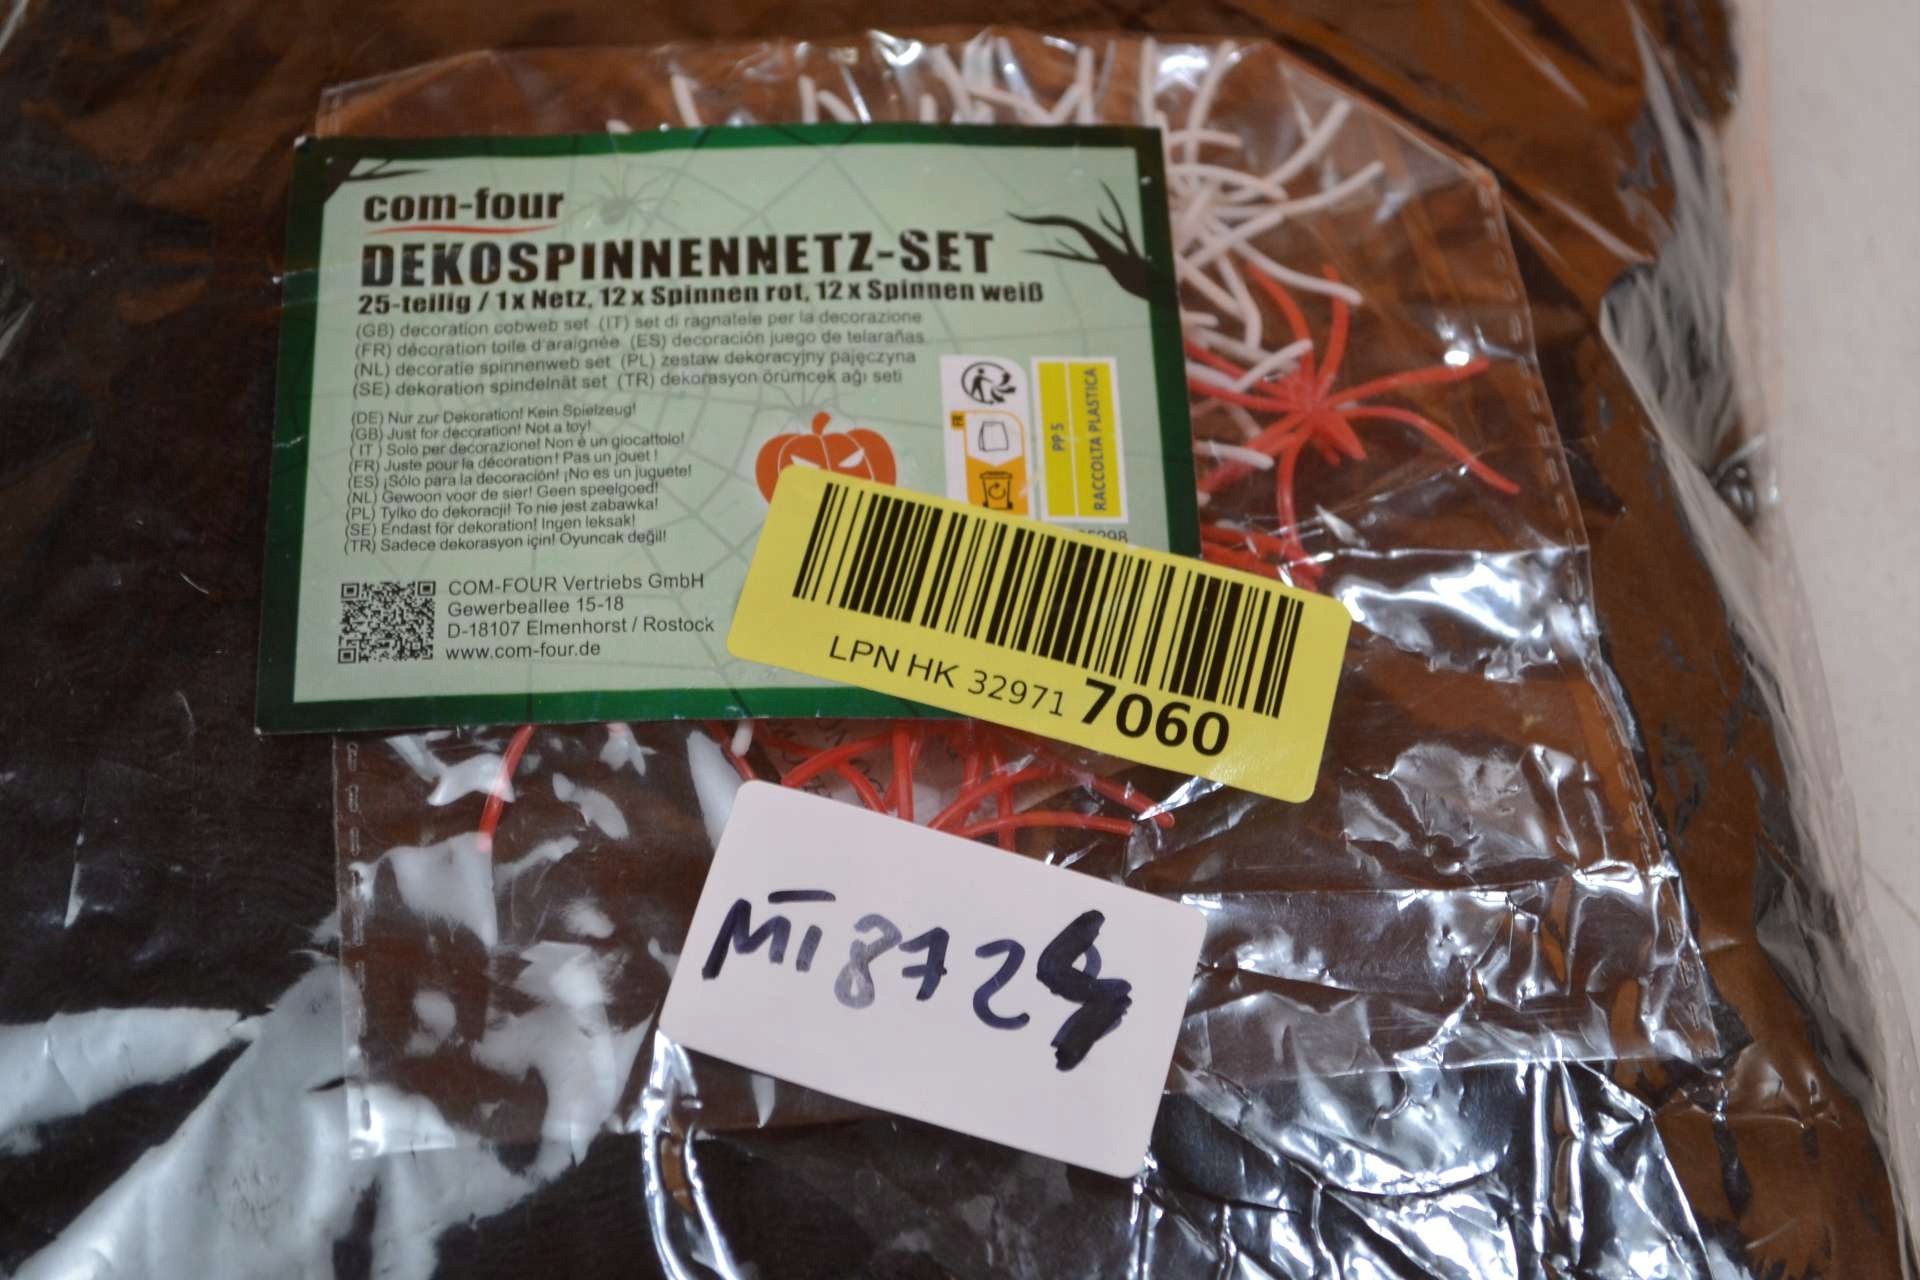 com-four
DEKOSPINNENNETZ-SET
25-teilig / 1 x Netz, 12 x Spinnen rot, 12 x Spinnen weiß
(GB) decoration cobweb set (IT) set di ragnatele per la decorazione
(FR) décoration toile d'araignée (ES) decoración juego de telarañas
(NL) decoratie spinnenweb set (PL) zestaw dekoracyjny pajęczyna
(SE) dekoration spindelnät set (TR) dekorasyon örümcek ağı seti
(DE) Nur zur Dekoration! Kein Spielzeug!
(GB) Just for decoration! Not a toy!
( IT ) Solo per decorazione! Non è un giocattolo!
(FR) Juste pour la décoration! Pas un jouet !
(ES) ¡Sólo para la decoración! ¡No es un juguete!
(NL) Gewoon voor de sier! Geen speelgoed!
(PL) Tylko do dekoracji! To nie jest zabawka!
(SE) Endast för dekoration! Ingen leksak!
(TR) Sadece dekorasyon için! Oyuncak değil!
FR
PP 5
RACCOLTA PLASTICA
COM-FOUR Vertriebs GmbH
Gewerbeallee 15-18
D-18107 Elmenhorst / Rostock
www.com-four.de
LPN HK 32971 7060
MT 872